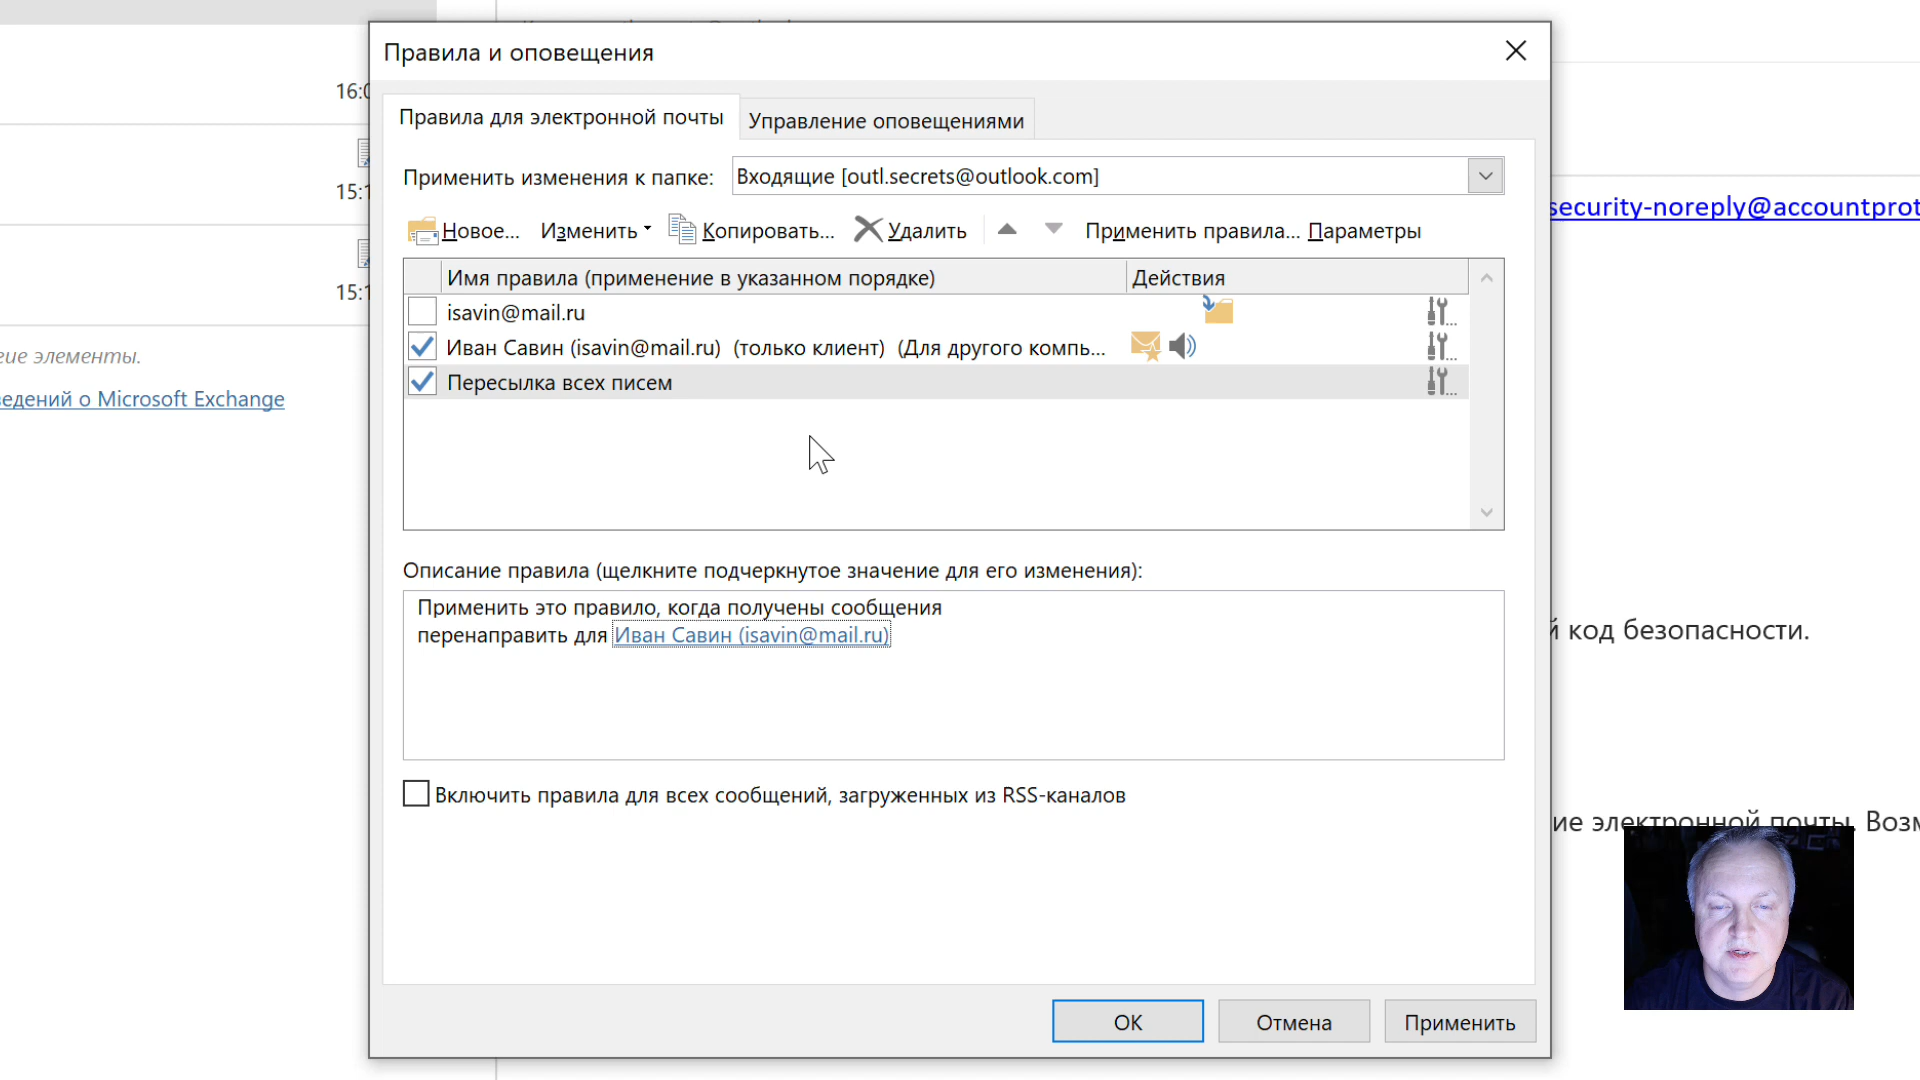 Правила и оповещения
Правила для электронной почты
Управление оповещениями
16:0
15:1
15:1
элементы.
о Microsoft Exchange
Применить изменения к папке:
Входящие [outl.secrets@outlook.com]
Новое...
Изменить
Копировать...
Удалить
Применить правила...
Параметры
Имя правила (применение в указанном порядке)
Действия
isavin@mail.ru
Иван Савин (isavin@mail.ru) (только клиент) (Для другого компь...
Пересылка всех писем
Описание правила (щелкните подчеркнутое значение для его изменения):
Применить это правило, когда получены сообщения
перенаправить для Иван Савин (isavin@mail.ru)
Включить правила для всех сообщений, загруженных из RSS-каналов
ОК
Отмена
Применить
security-noreply@accountprot
код безопасности.
электронной почты. Возм